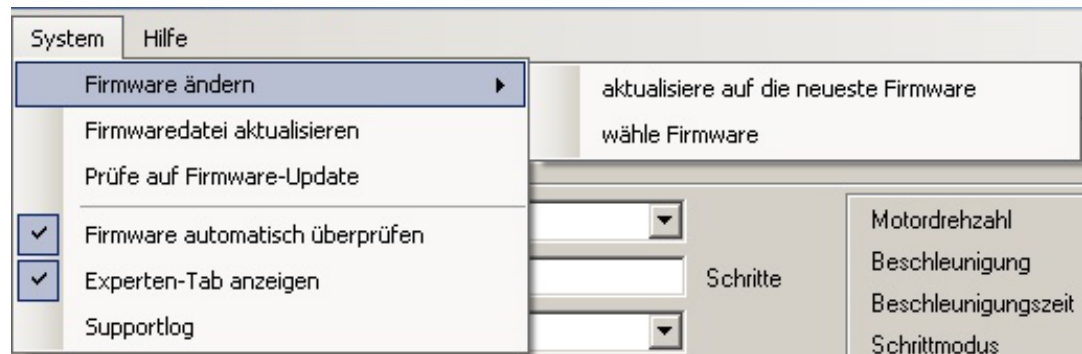 System Hilfe
Firmware ändern
aktualisiere auf die neueste Firmware
Firmwaredatei aktualisieren
wähle Firmware
Prüfe auf Firmware-Update
Firmware automatisch überprüfen
Motordrehzahl
Experten-Tab anzeigen
Schritte
Beschleunigung
Beschleunigungszeit
Supportlog
Schrittmodus